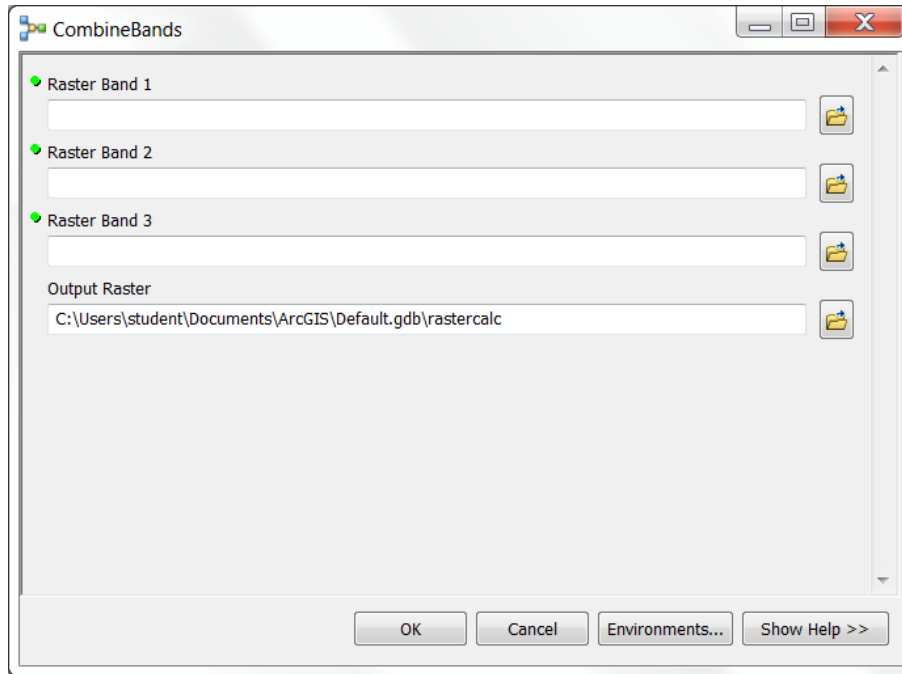 CombineBands
Raster Band 1
Raster Band 2
Raster Band 3
Output Raster
C:\Users\student\Documents\ArcGIS\Default.gdb\rastercalc
OK Cancel Environments... Show Help >>